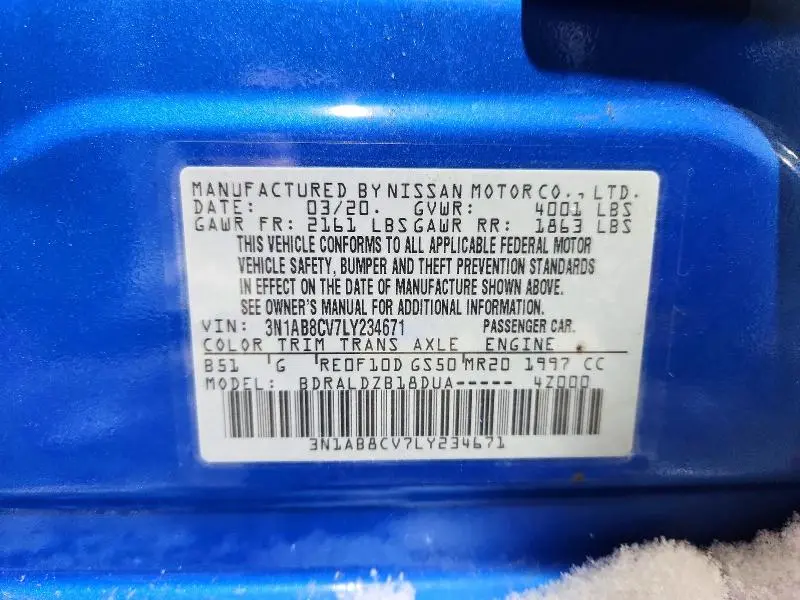 MANUFACTURED BY NISSAN MOTOR CO., LTD.
DATE: 03/20. GVWR: 4001 LBS
GAWR FR: 2161 LBS GAWR RR: 1863 LBS
THIS VEHICLE CONFORMS TO ALL APPLICABLE FEDERAL MOTOR
VEHICLE SAFETY, BUMPER AND THEFT PREVENTION STANDARDS
IN EFFECT ON THE DATE OF MANUFACTURE SHOWN ABOVE.
SEE OWNER'S MANUAL FOR ADDITIONAL INFORMATION.
VIN: 3N1AB8CV7LY234671 PASSENGER CAR.
COLOR TRIM TRANS AXLE ENGINE
B51 G RE0F10D GS50 MR20 1997 CC
MODEL: BDRALDZB18DUA----- 4Z000
3N1AB8CV7LY234671